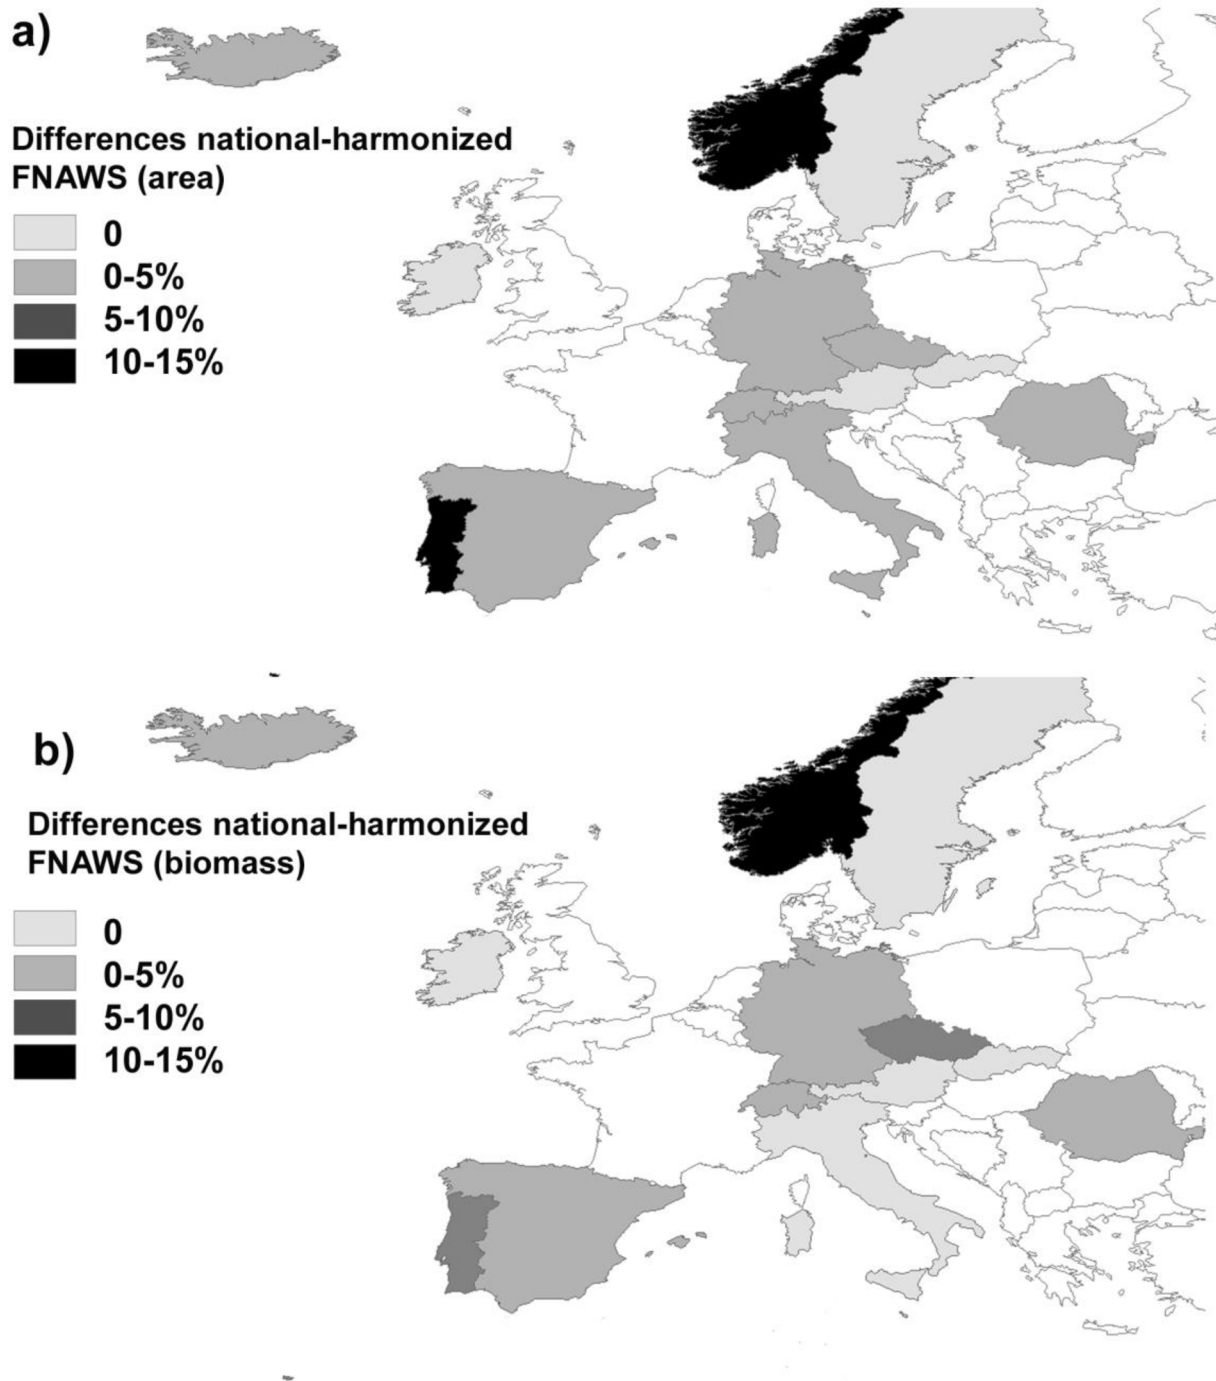 a)
Differences national-harmonized
FNAWS (area)
0
0-5%
5-10%
10-15%
b)
Differences national-harmonized
FNAWS (biomass)
0
0-5%
5-10%
10-15%